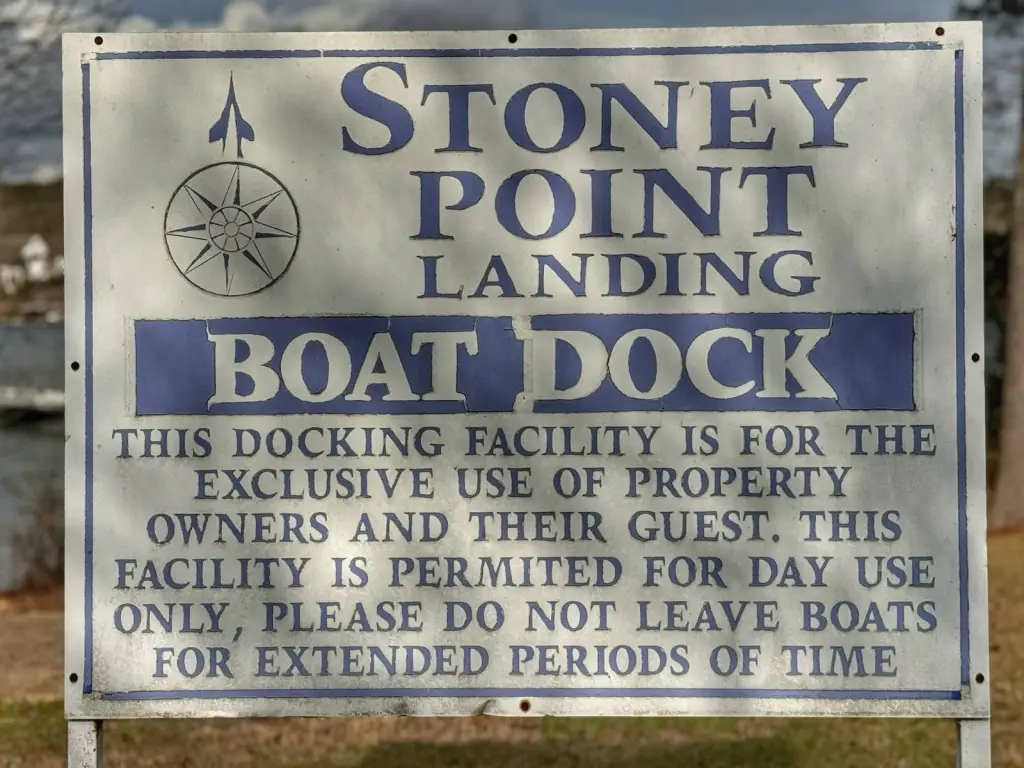 STONEY
POINT
LANDING
BOAT DOCK
THIS DOCKING FACILITY IS FOR THE
EXCLUSIVE USE OF PROPERTY
OWNERS AND THEIR GUEST. THIS
FACILITY IS PERMITED FOR DAY USE
ONLY, PLEASE DO NOT LEAVE BOATS
FOR EXTENDED PERIODS OF TIME